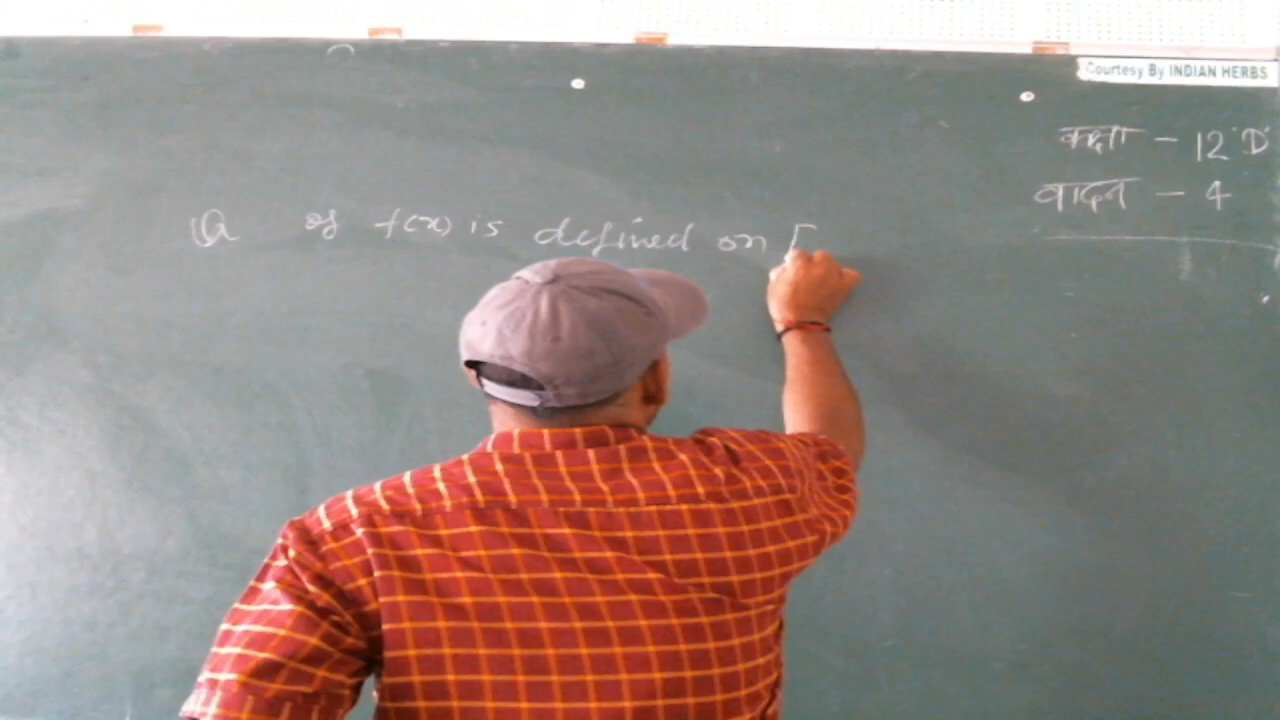 Courtesy By INDIAN HERBS
कक्षा - 12 'D'
वादन - 4
Q if f(x) is defined on [